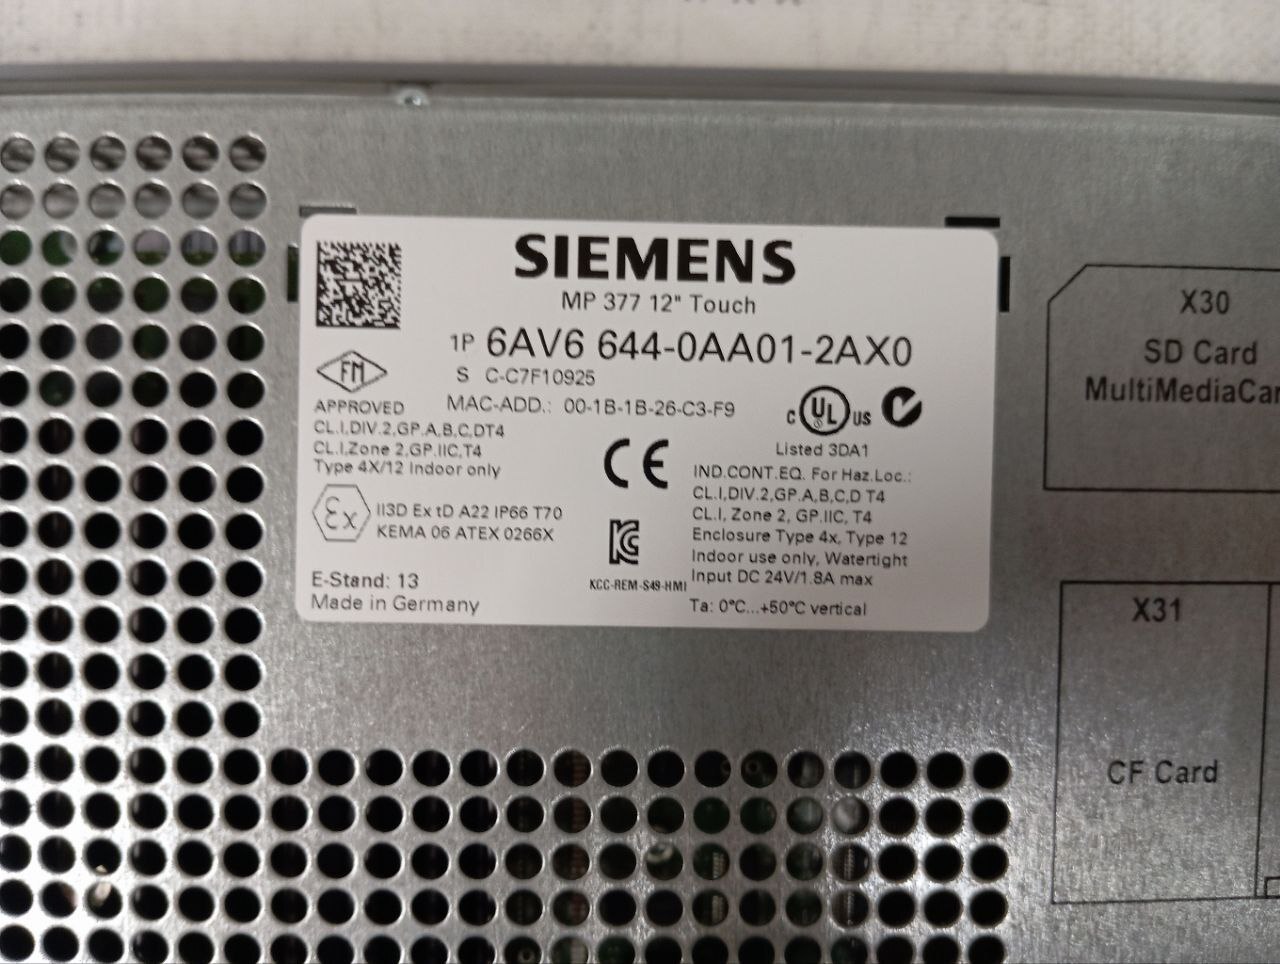 SIEMENS
MP 377 12" Touch
1P 6AV6 644-0AA01-2AX0
S C-C7F10925
MAC-ADD.: 00-1B-1B-26-C3-F9
FM
APPROVED
CL.I,DIV.2,GP.A,B,C,DT4
CL.I,Zone 2,GP.IIC,T4
Type 4X/12 Indoor only
C UL US
Listed 3DA1
CE
IND.CONT.EQ. For Haz.Loc.:
CL.I,DIV.2,GP.A,B,C,D T4
CL.I, Zone 2, GP.IIC, T4
Enclosure Type 4x, Type 12
Indoor use only, Watertight
Input DC 24V/1.8A max
Ta: 0°C...+50°C vertical
Ex
II3D Ex tD A22 IP66 T70
KEMA 06 ATEX 0266X
KCC-REM-S49-HMI
E-Stand: 13
Made in Germany
X30
SD Card
MultiMediaCar
X31
CF Card